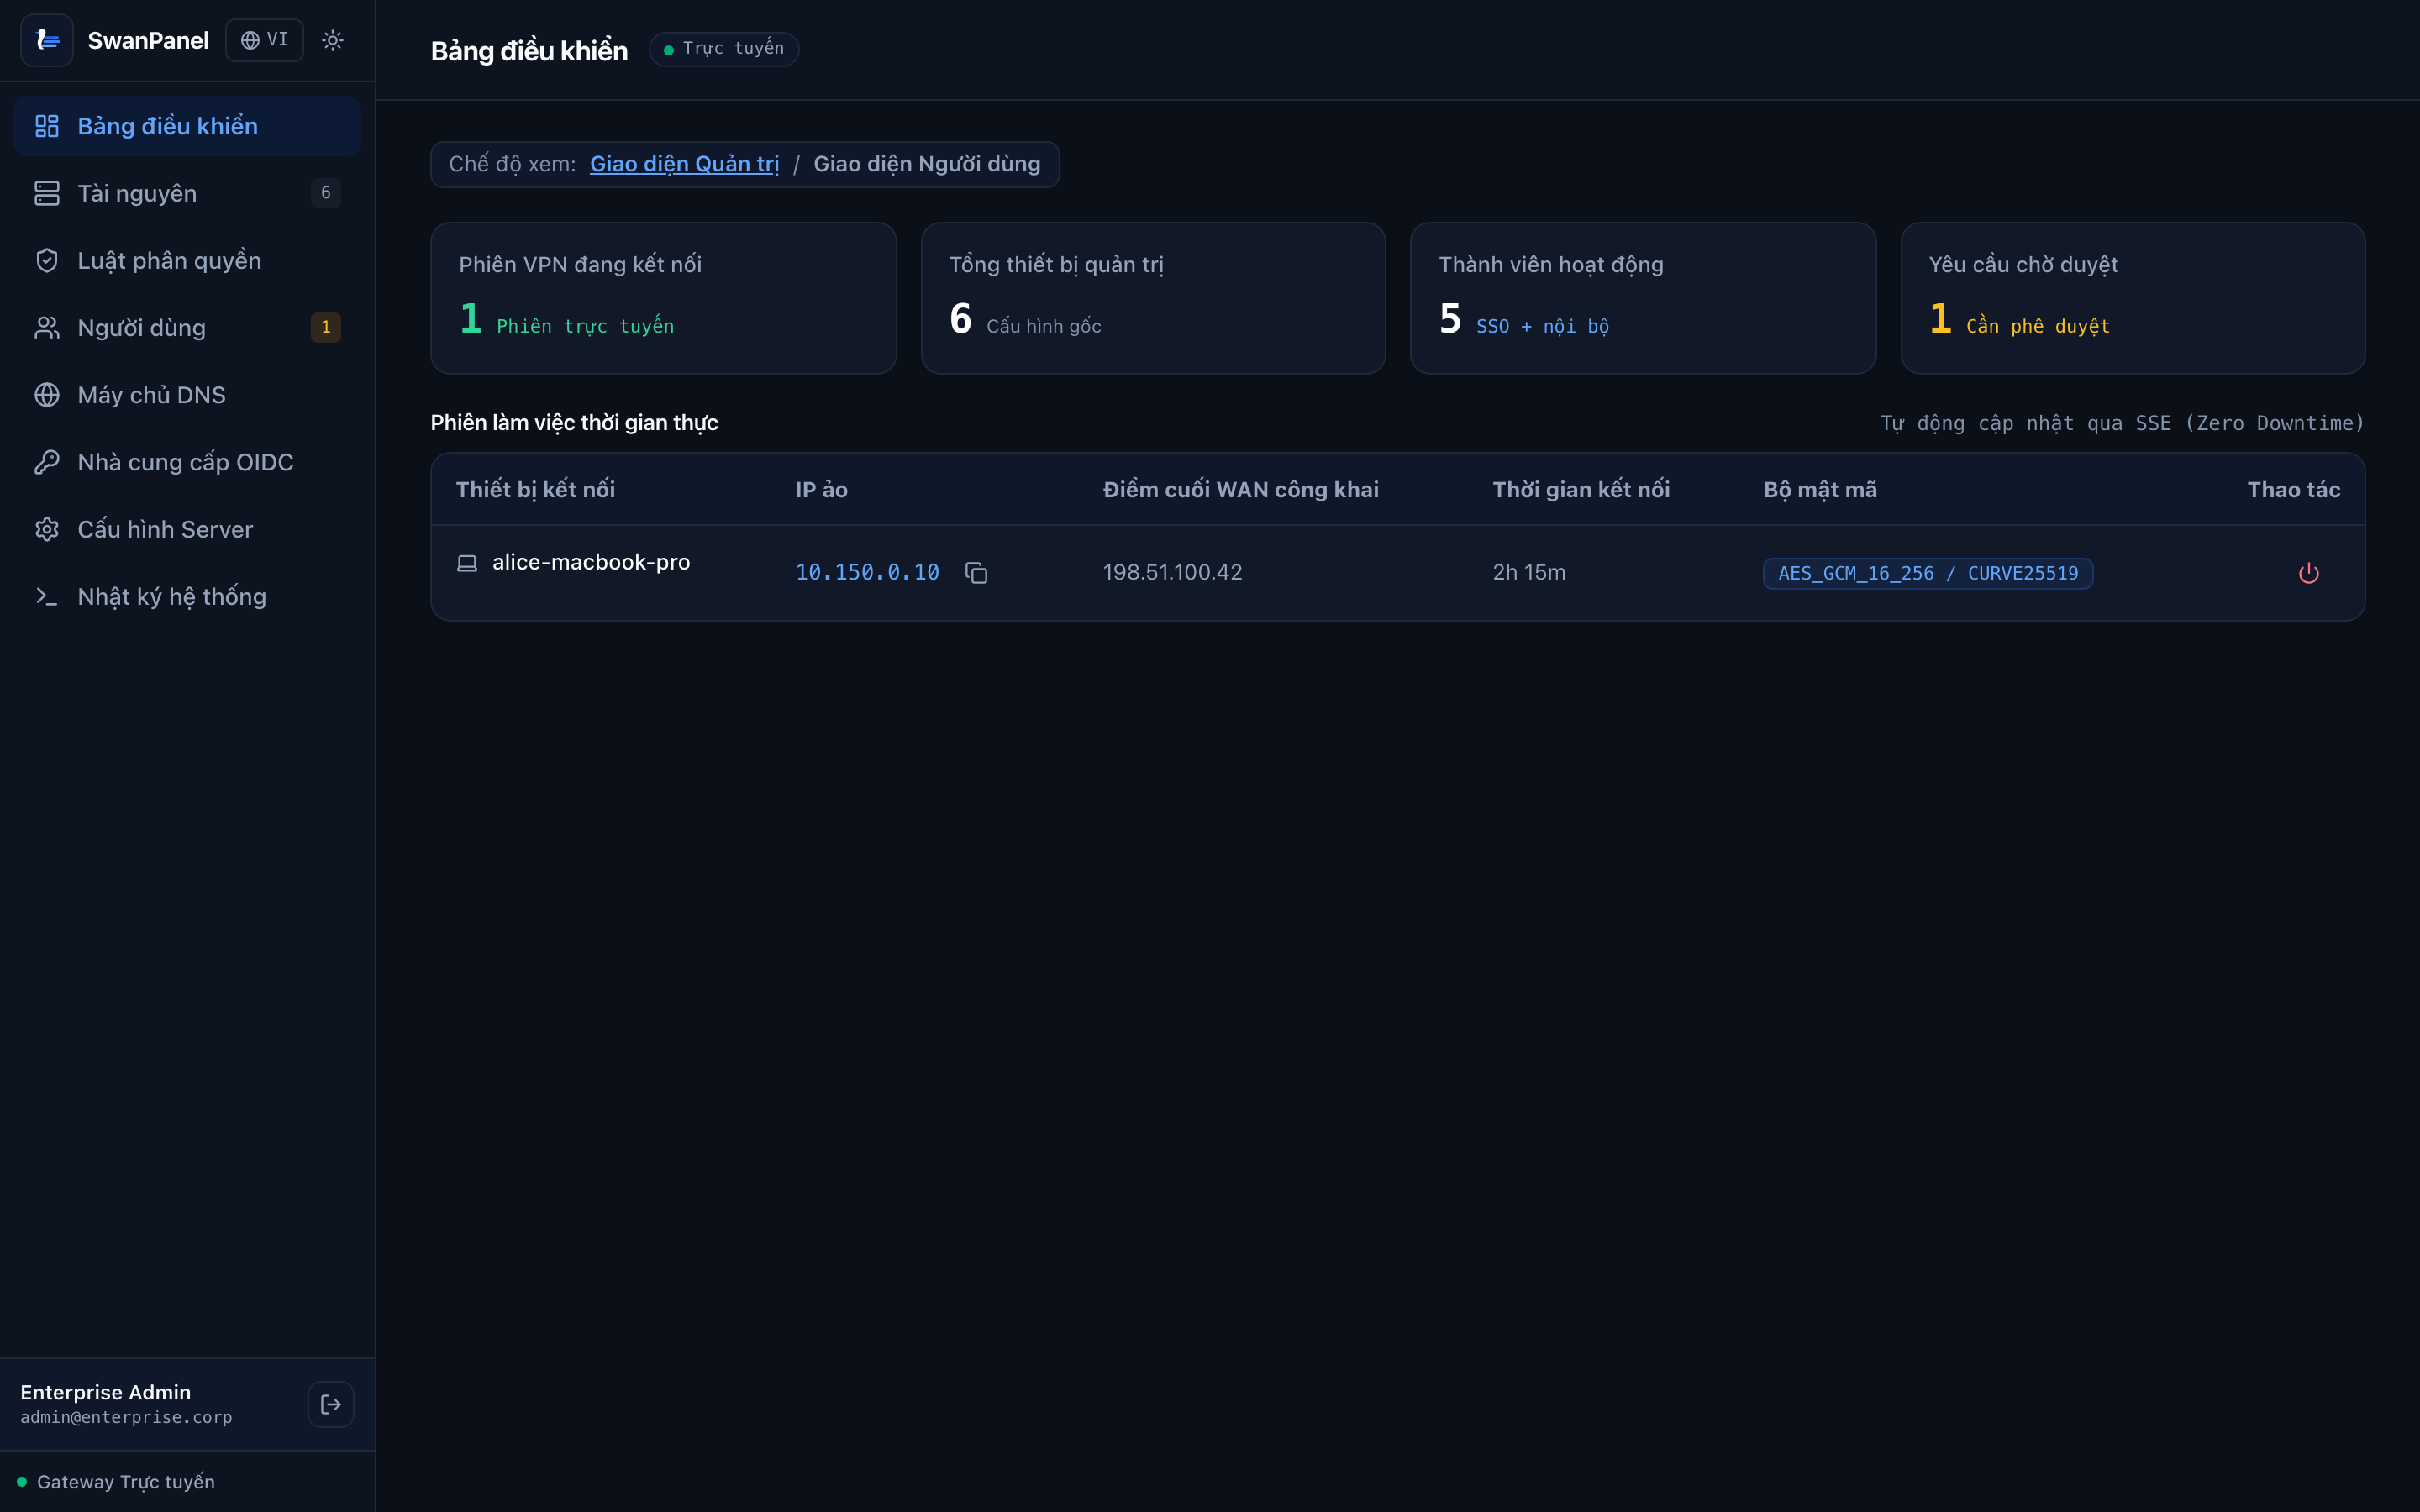 SwanPanel
VI
Bảng điều khiển
Tài nguyên
6
Luật phân quyền
Người dùng
1
Máy chủ DNS
Nhà cung cấp OIDC
Cấu hình Server
Nhật ký hệ thống
Enterprise Admin
admin@enterprise.corp
Gateway Trực tuyến
Bảng điều khiển
Trực tuyến
Chế độ xem: Giao diện Quản trị / Giao diện Người dùng
Phiên VPN đang kết nối
1 Phiên trực tuyến
Tổng thiết bị quản trị
6 Cấu hình gốc
Thành viên hoạt động
5 SSO + nội bộ
Yêu cầu chờ duyệt
1 Cần phê duyệt
Phiên làm việc thời gian thực
Tự động cập nhật qua SSE (Zero Downtime)
Thiết bị kết nối IP ảo Điểm cuối WAN công khai Thời gian kết nối Bộ mật mã Thao tác
alice-macbook-pro 10.150.0.10 198.51.100.42 2h 15m AES_GCM_16_256 / CURVE25519